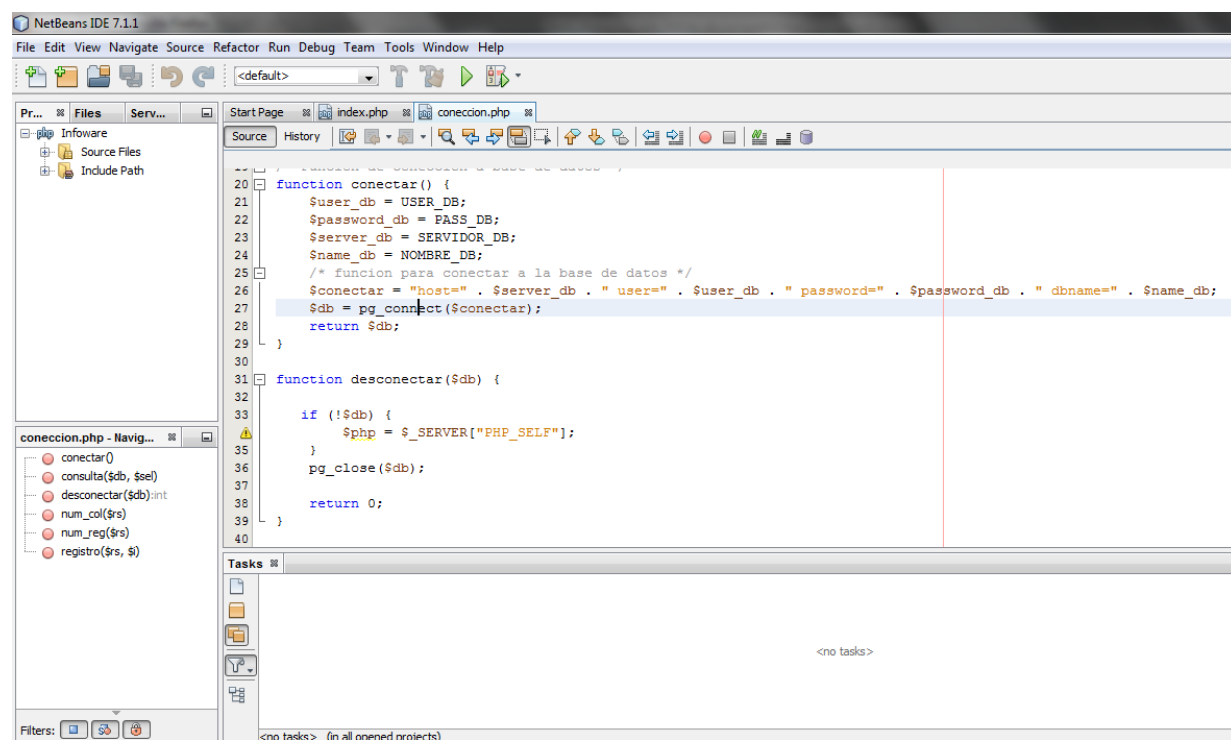 NetBeans IDE 7.1.1
File Edit View Navigate Source Refactor Run Debug Team Tools Window Help
<default>
Pr... Files Serv...
Infoware
Source Files
Include Path
Start Page index.php coneccion.php
Source History
20 function conectar() {
21 $user_db = USER_DB;
22 $password_db = PASS_DB;
23 $server_db = SERVIDOR_DB;
24 $name_db = NOMBRE_DB;
25 /* funcion para conectar a la base de datos */
26 $conectar = "host=" . $server_db . " user=" . $user_db . " password=" . $password_db . " dbname=" . $name_db;
27 $db = pg_connect($conectar);
28 return $db;
29 }
30
31 function desconectar($db) {
32
33 if (!$db) {
$php = $_SERVER["PHP_SELF"];
35 }
36 pg_close($db);
37
38 return 0;
39 }
40
coneccion.php - Navig...
conectar()
consulta($db, $sel)
desconectar($db):int
num_col($rs)
num_reg($rs)
registro($rs, $i)
Filters:
Tasks
<no tasks>
<no tasks> (in all opened projects)